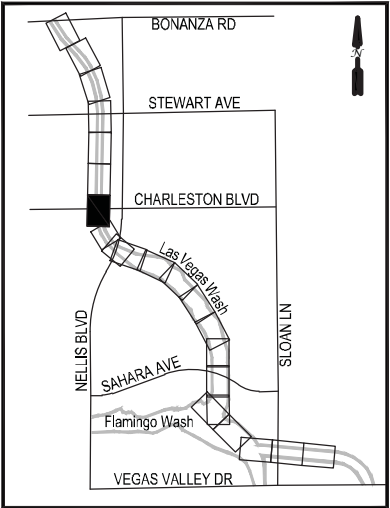 BONANZA RD
N
STEWART AVE
CHARLESTON BLVD
Las Vegas Wash
NELLIS BLVD
SLOAN LN
SAHARA AVE
Flamingo Wash
VEGAS VALLEY DR